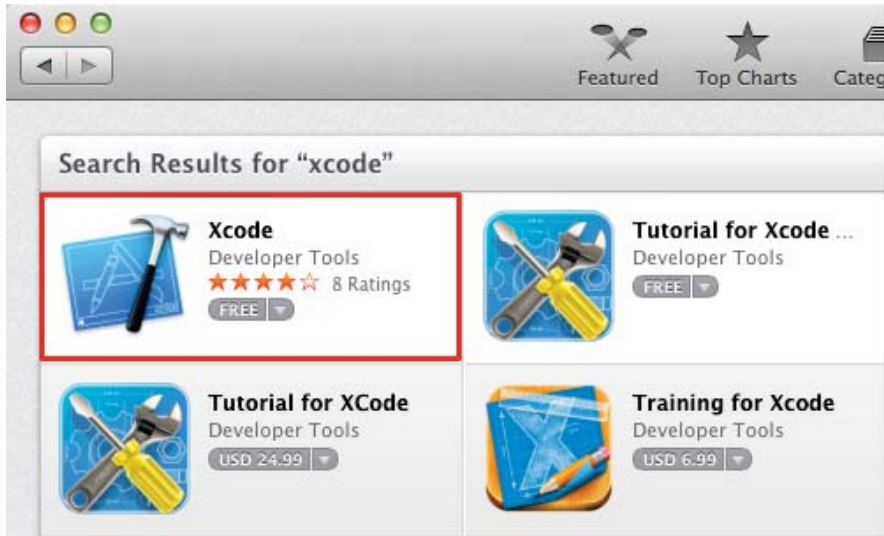 Featured Top Charts Categ
Search Results for “xcode”
Xcode
Developer Tools
8 Ratings
FREE
Tutorial for Xcode ...
Developer Tools
FREE
Tutorial for XCode
Developer Tools
USD 24.99
Training for Xcode
Developer Tools
USD 6.99